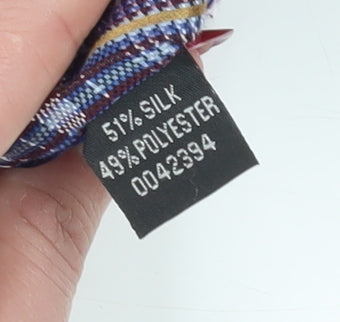 51% SILK
49% POLYESTER
0042394